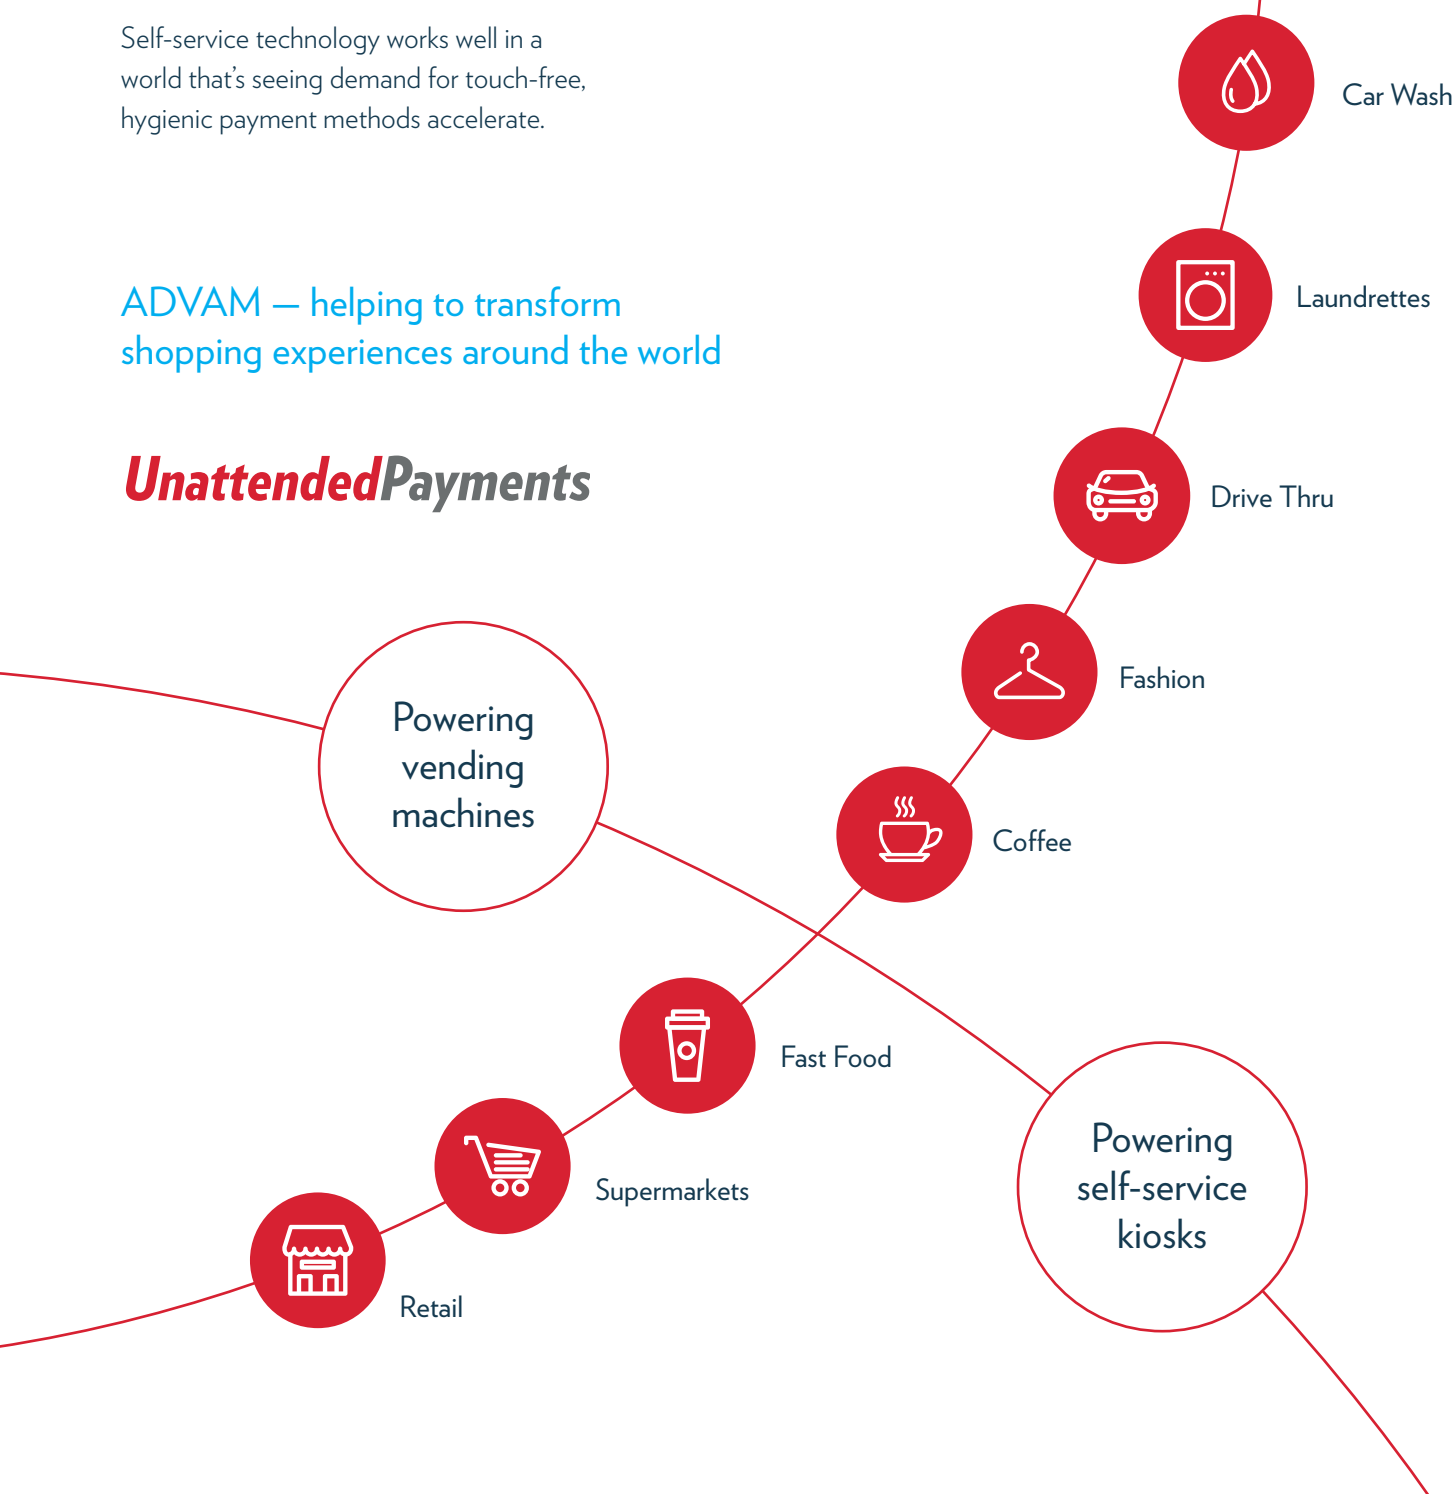 Self-service technology works well in a
world that’s seeing demand for touch-free,
hygienic payment methods accelerate.
ADVAM — helping to transform
shopping experiences around the world
UnattendedPayments
Car Wash
Laundrettes
Drive Thru
Fashion
Coffee
Fast Food
Supermarkets
Retail
Powering
vending
machines
Powering
self-service
kiosks